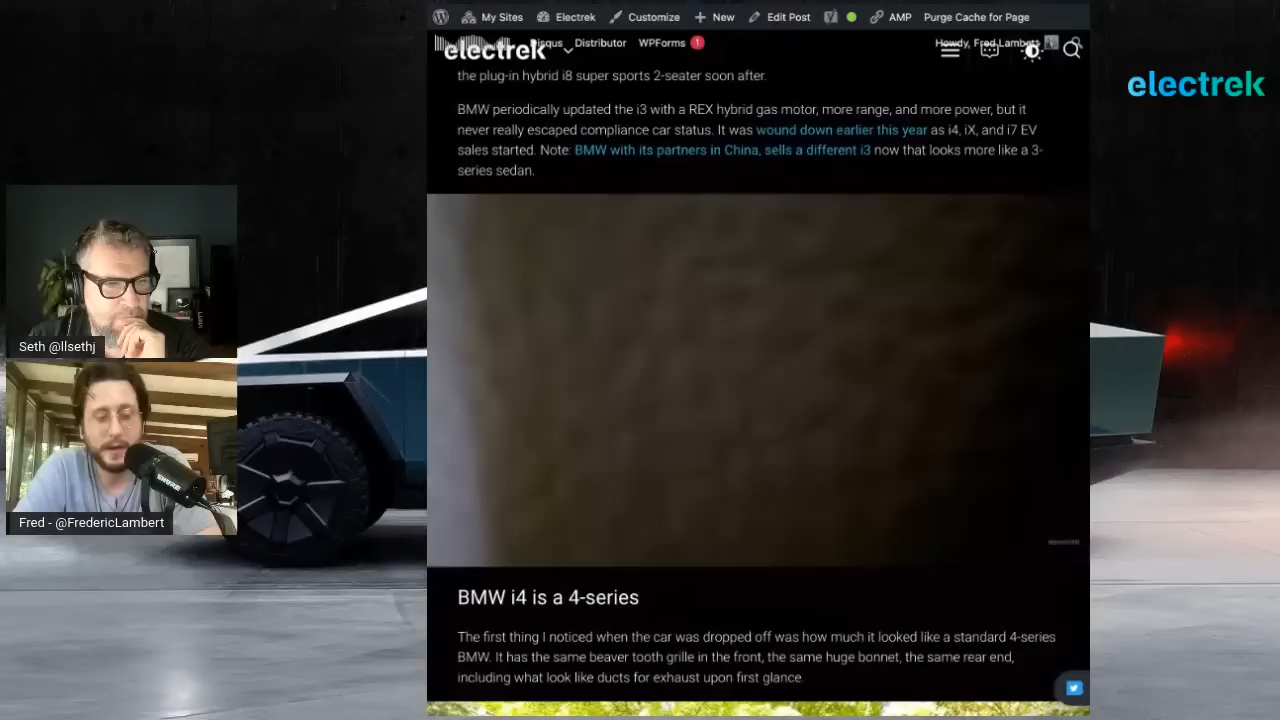 My Sites Electrek Customize New Edit Post AMP Purge Cache for Page
Disqus Distributor WPForms 1 Howdy, Fred Lambert
electrek
electrek
the plug-in hybrid i8 super sports 2-seater soon after.
BMW periodically updated the i3 with a REX hybrid gas motor, more range, and more power, but it
never really escaped compliance car status. It was wound down earlier this year as i4, iX, and i7 EV
sales started. Note: BMW with its partners in China, sells a different i3 now that looks more like a 3-
series sedan.
Seth @llsethj
SHURE
Fred - @FredericLambert
BMW i4 is a 4-series
The first thing I noticed when the car was dropped off was how much it looked like a standard 4-series
BMW. It has the same beaver tooth grille in the front, the same huge bonnet, the same rear end,
including what look like ducts for exhaust upon first glance.